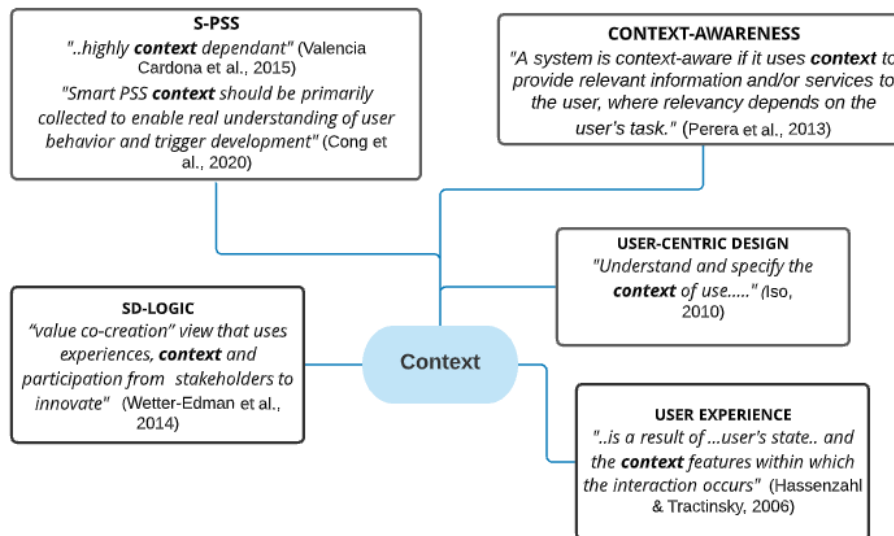 S-PSS
"..highly context dependant" (Valencia
Cardona et al., 2015)
"Smart PSS context should be primarily
collected to enable real understanding of user
behavior and trigger development" (Cong et
al., 2020)
CONTEXT-AWARENESS
"A system is context-aware if it uses context to
provide relevant information and/or services to
the user, where relevancy depends on the
user's task." (Perera et al., 2013)
USER-CENTRIC DESIGN
"Understand and specify the
context of use....." (Iso,
2010)
SD-LOGIC
“value co-creation” view that uses
experiences, context and
participation from stakeholders to
innovate" (Wetter-Edman et al.,
2014)
Context
USER EXPERIENCE
"..is a result of ...user's state.. and
the context features within which
the interaction occurs" (Hassenzahl
& Tractinsky, 2006)